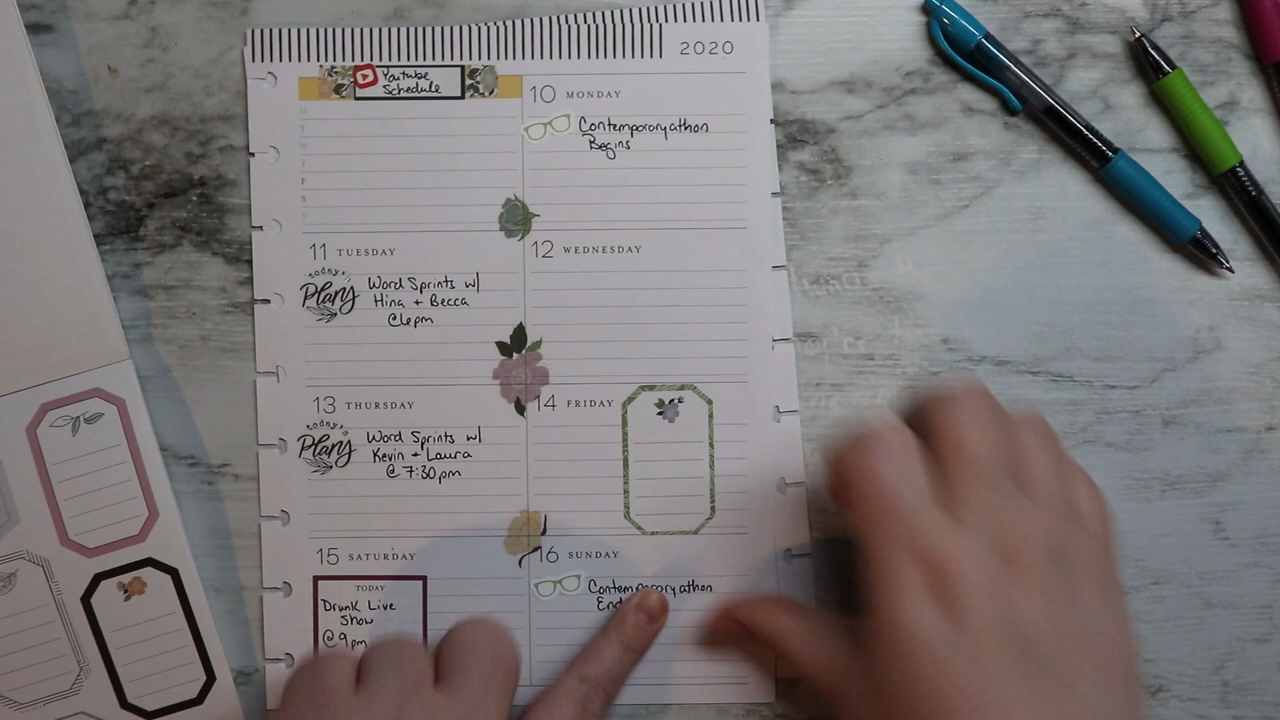 2020
Youtube
Schedule
10 MONDAY
Contemporaryathon
Begins
M
T
W
T
F
S
S
11 TUESDAY
today's
Plans
Word Sprints w/
Hina + Becca
@6pm
12 WEDNESDAY
13 THURSDAY
today's
Plans
Word Sprints w/
Kevin + Laura
@ 7:30pm
14 FRIDAY
15 SATURDAY
TODAY
Drunk Live
Show
@ 9pm
16 SUNDAY
Contemporaryathon